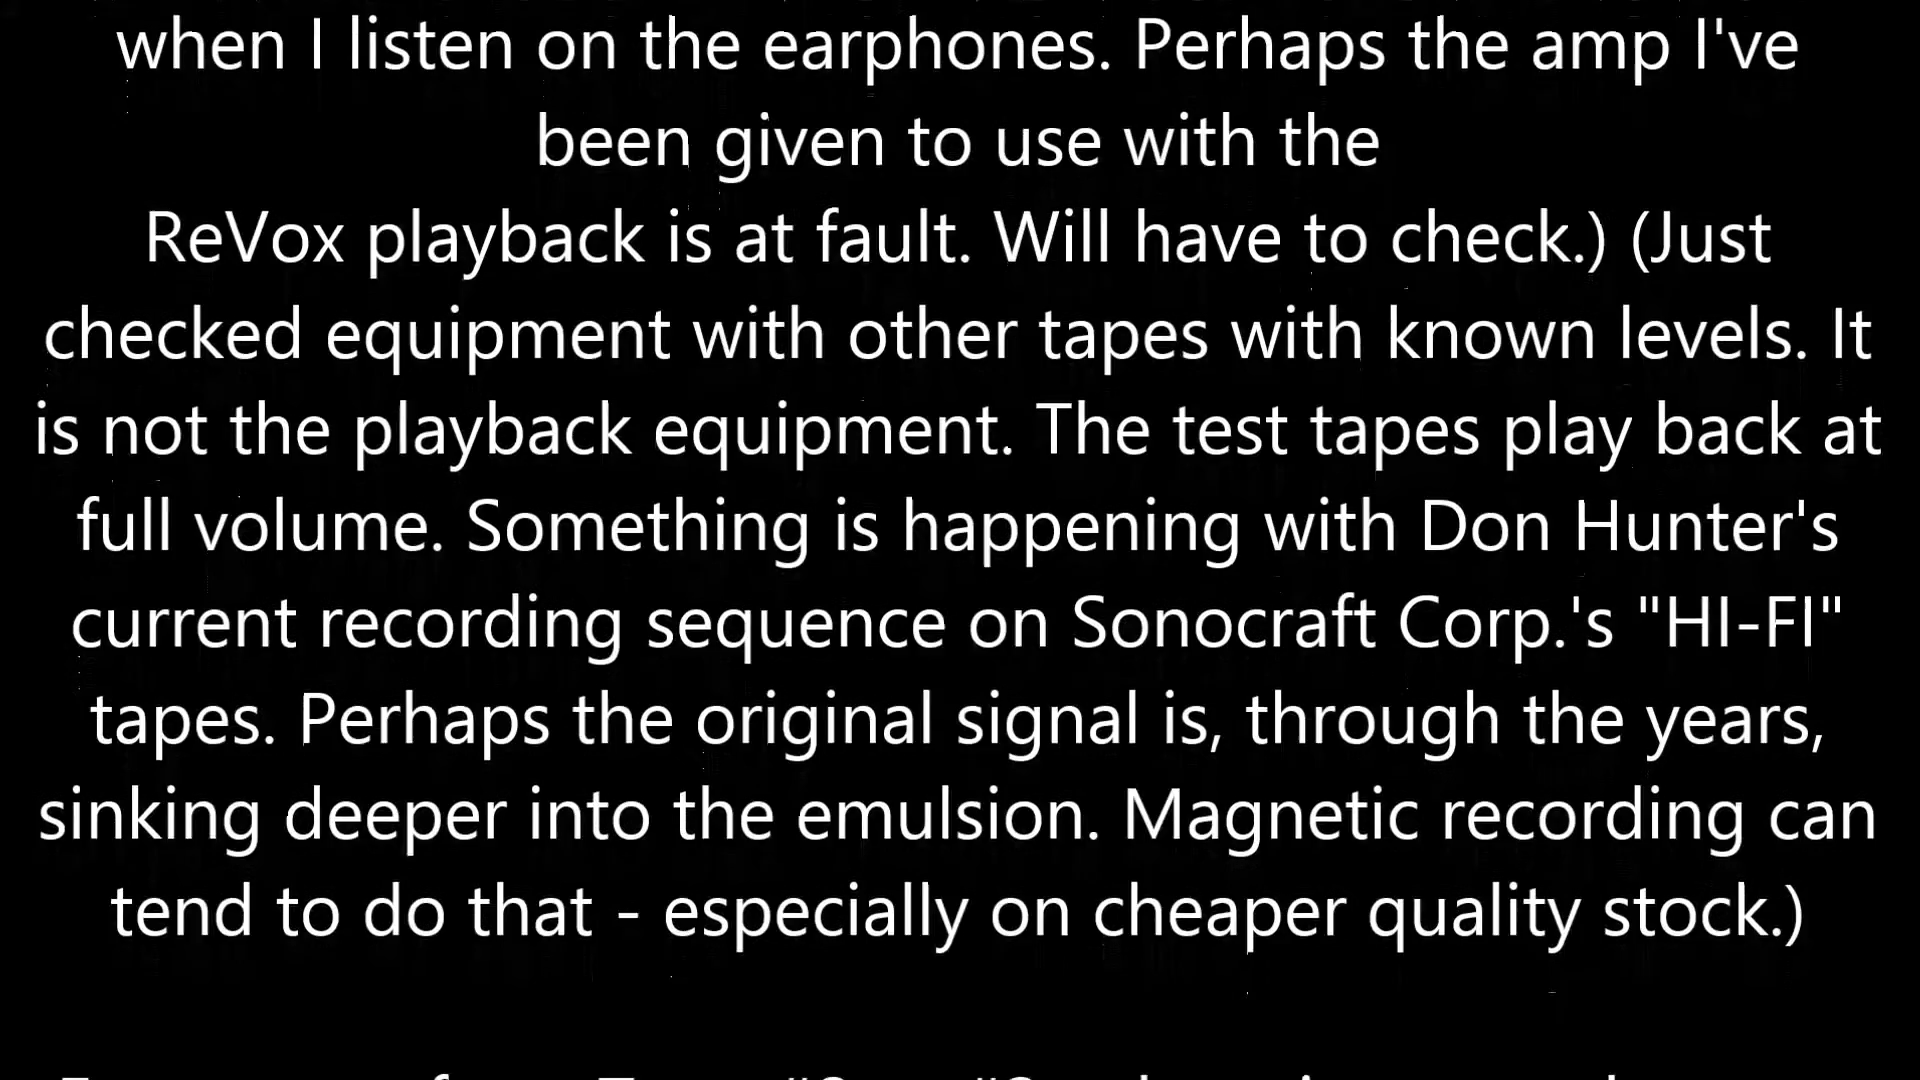 when I listen on the earphones. Perhaps the amp I've
been given to use with the
ReVox playback is at fault. Will have to check.) (Just
checked equipment with other tapes with known levels. It
is not the playback equipment. The test tapes play back at
full volume. Something is happening with Don Hunter's
current recording sequence on Sonocraft Corp.'s "HI-FI"
tapes. Perhaps the original signal is, through the years,
sinking deeper into the emulsion. Magnetic recording can
tend to do that - especially on cheaper quality stock.)